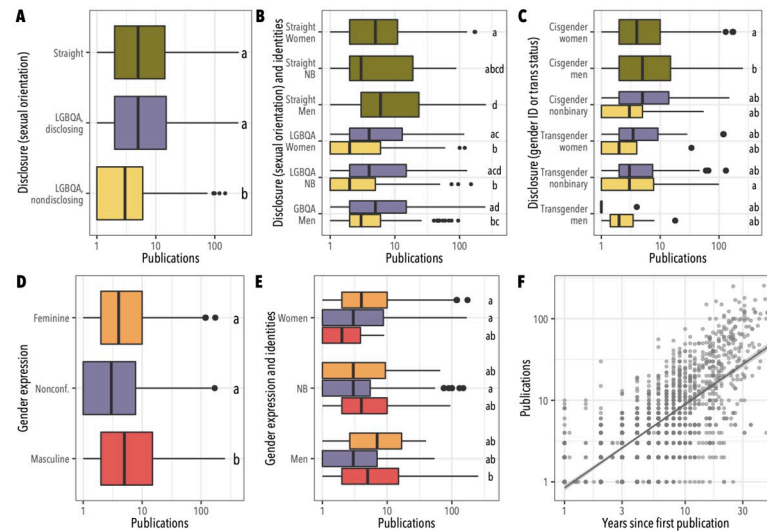 A
Disclosure (sexual orientation)
Straight
LGBQA,
disclosing
LGBQA,
nondisclosing
a
a
b
1
10
100
Publications
B
Disclosure (sexual orientation) and identities
Straight
Women
Straight
NB
Straight
Men
LGBQA
Women
LGBQA
NB
GBQA
Men
a
abcd
d
ac
b
acd
b
ad
bc
1
10
100
Publications
C
Disclosure (gender ID or trans status)
Cisgender
women
Cisgender
men
Cisgender
nonbinary
Transgender
women
Transgender
nonbinary
Transgender
men
a
b
ab
ab
ab
ab
ab
a
ab
ab
1
10
100
Publications
D
Gender expression
Feminine
Nonconf.
Masculine
a
a
b
1
10
100
Publications
E
Gender expression and identities
Women
NB
Men
a
a
ab
ab
a
ab
ab
ab
b
1
10
100
Publications
F
Publications
100
10
1
1
3
10
30
Years since first publication